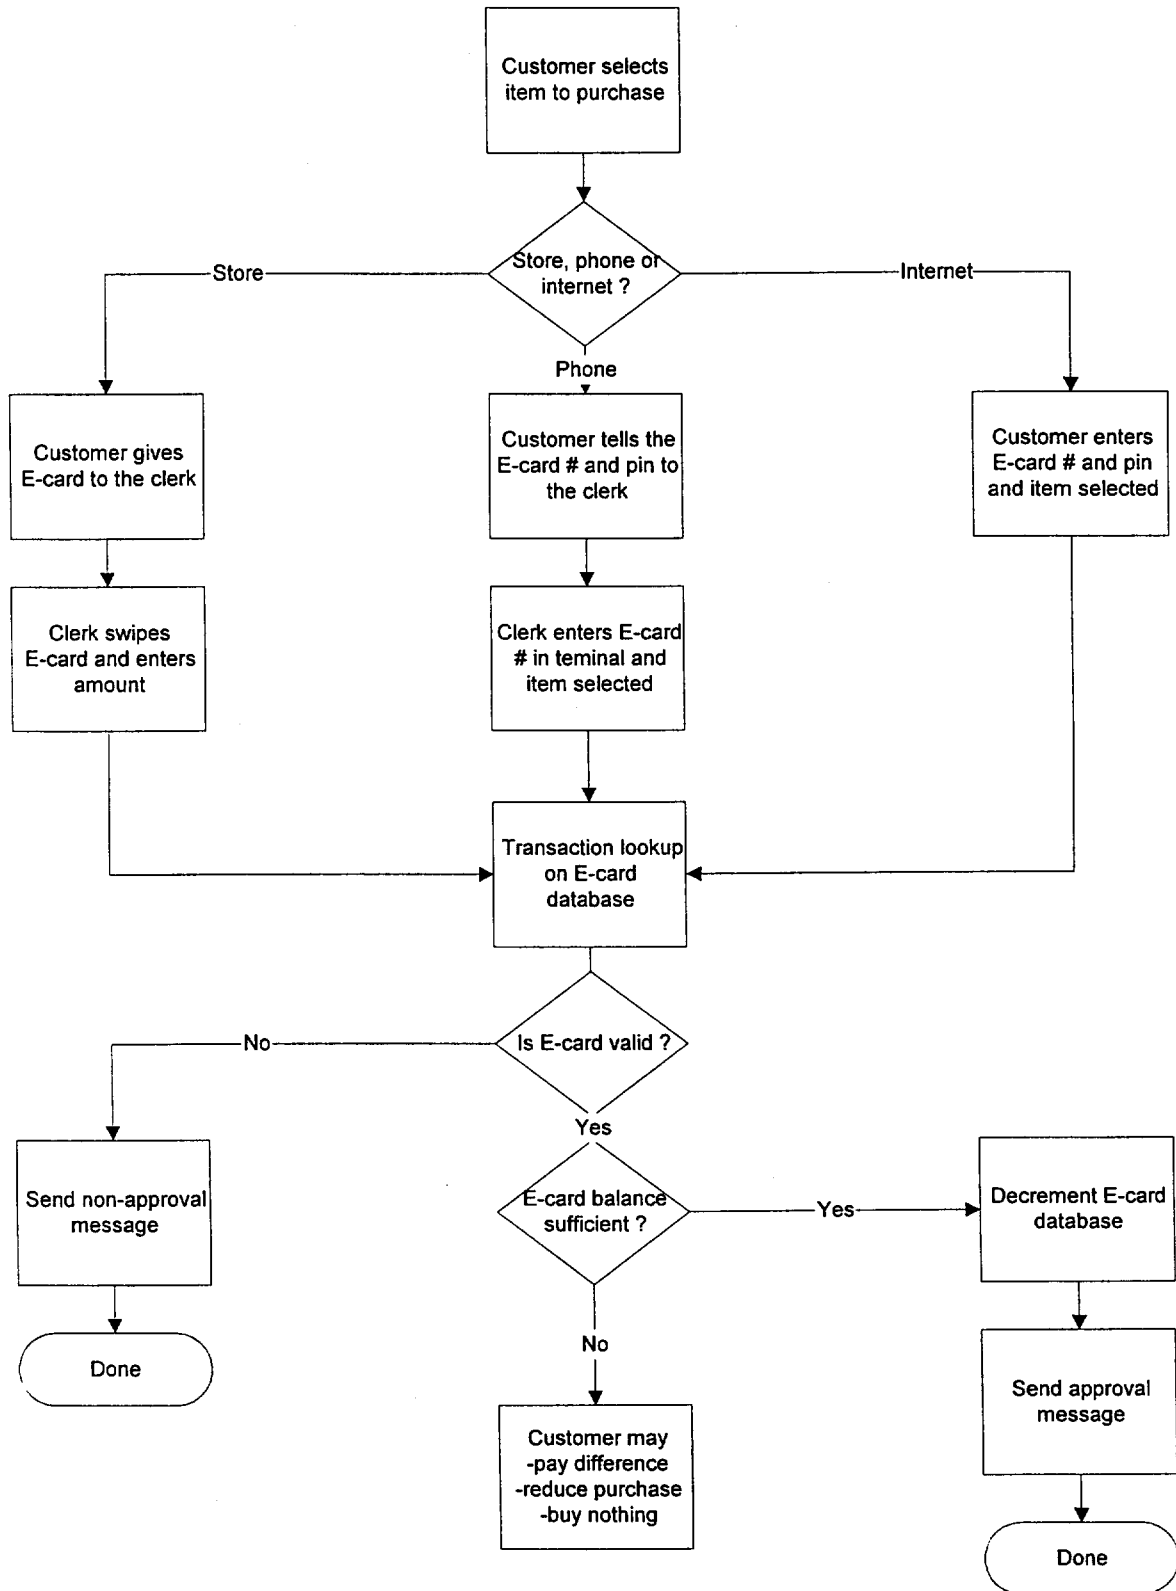 Customer selects
item to purchase
Store, phone or
internet ?
Store
Internet
Phone
Customer gives
E-card to the clerk
Customer tells the
E-card # and pin to
the clerk
Customer enters
E-card # and pin
and item selected
Clerk swipes
E-card and enters
amount
Clerk enters E-card
# in teminal and
item selected
Transaction lookup
on E-card
database
Is E-card valid ?
No
Yes
Send non-approval
message
E-card balance
sufficient ?
Yes
Decrement E-card
database
Done
No
Send approval
message
Customer may
-pay difference
-reduce purchase
-buy nothing
Done